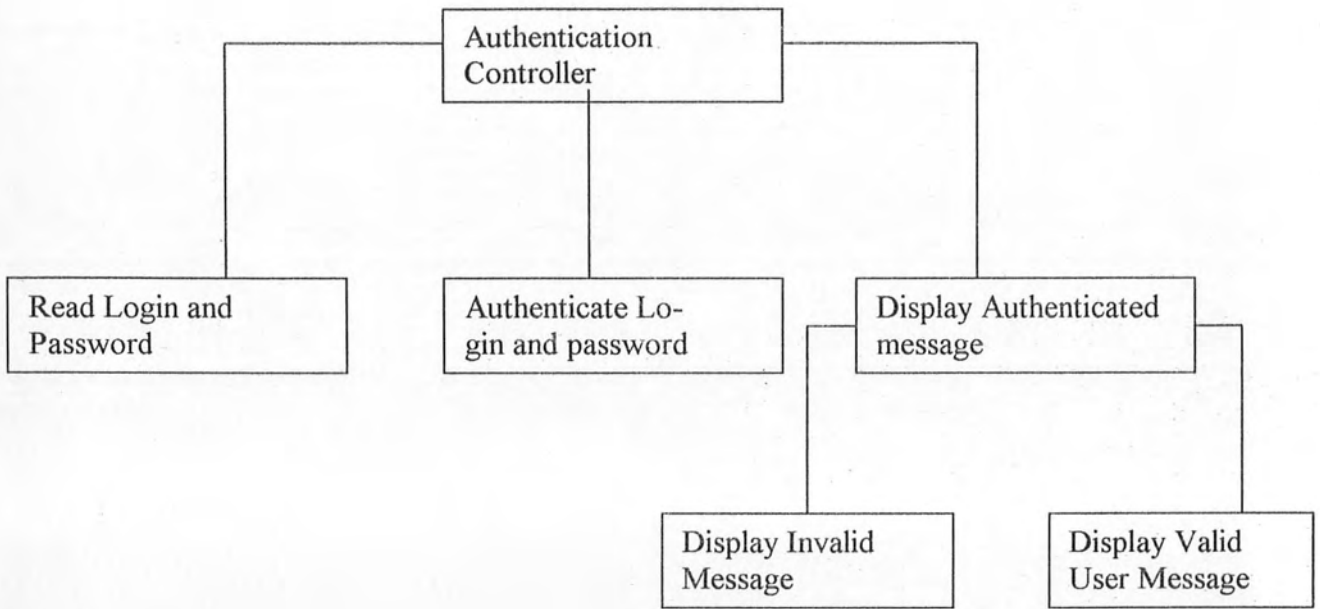 Authentication
Controller
Read Login and
Password
Authenticate Lo-
gin and password
Display Authenticated
message
Display Invalid
Message
Display Valid
User Message